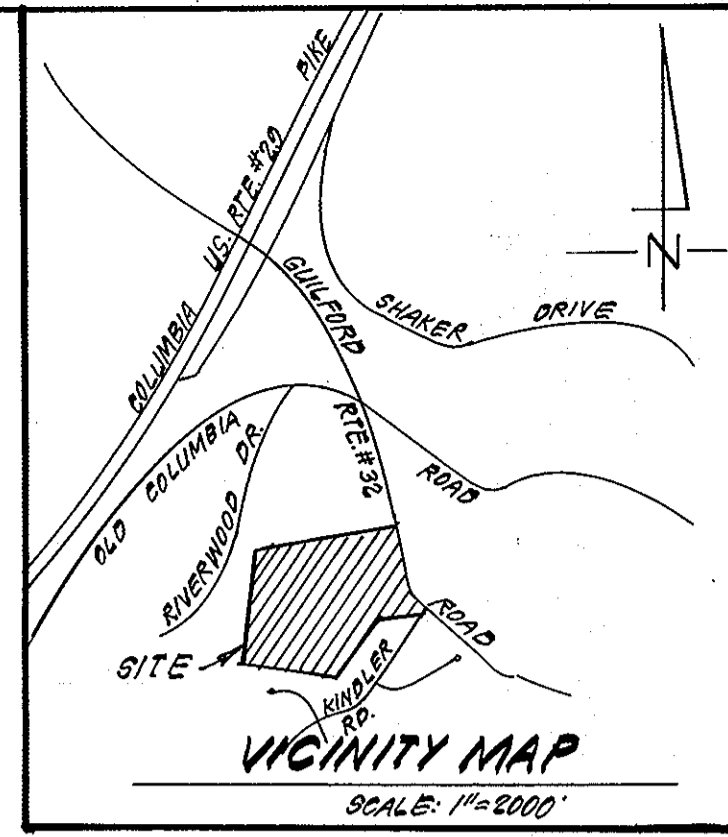 COLUMBIA PIKE
U.S. RTE. #29
GUILFORD ROAD
RTE. #32
SHAKER DRIVE
N
OLD COLUMBIA ROAD
RIVERWOOD DR.
SITE
KINDLER
RD.
VICINITY MAP
SCALE: 1"=2000'